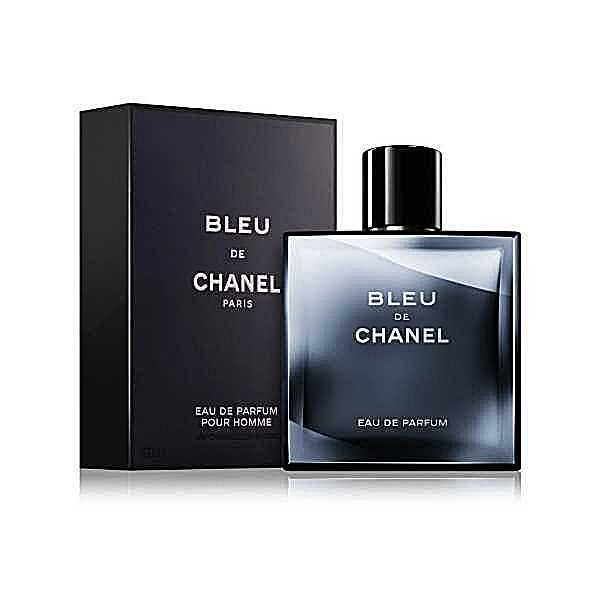 BLEU
DE
CHANEL
PARIS
EAU DE PARFUM
POUR HOMME
BLEU
DE
CHANEL
EAU DE PARFUM